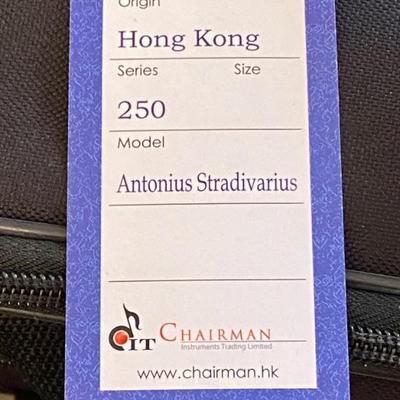 Origin
Hong Kong
Series Size
250
Model
Antonius Stradivarius
CIT CHAIRMAN
Instruments Trading Limited
www.chairman.hk